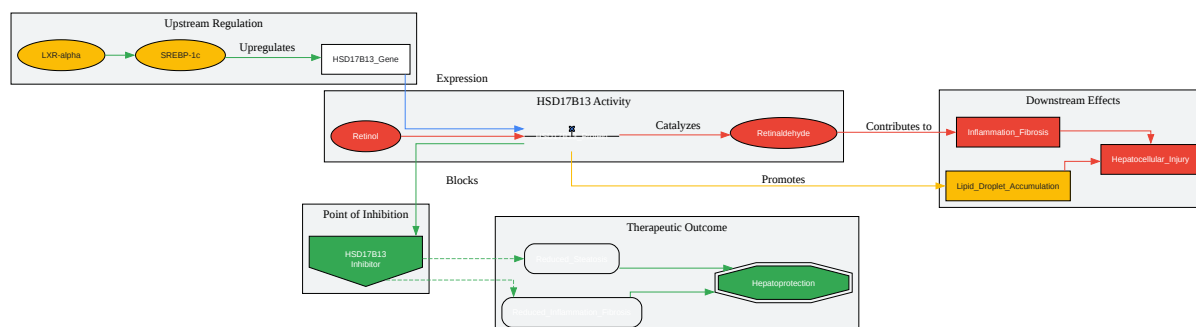 Upstream Regulation
LXR-alpha
SREBP-1c
Upregulates
HSD17B13_Gene
Expression
HSD17B13 Activity
Retinol
Catalyzes
Retinaldehyde
Contributes to
Downstream Effects
Inflammation_Fibrosis
Hepatocellular_Injury
Lipid_Droplet_Accumulation
Promotes
Blocks
Point of Inhibition
HSD17B13
Inhibitor
Therapeutic Outcome
Hepatoprotection